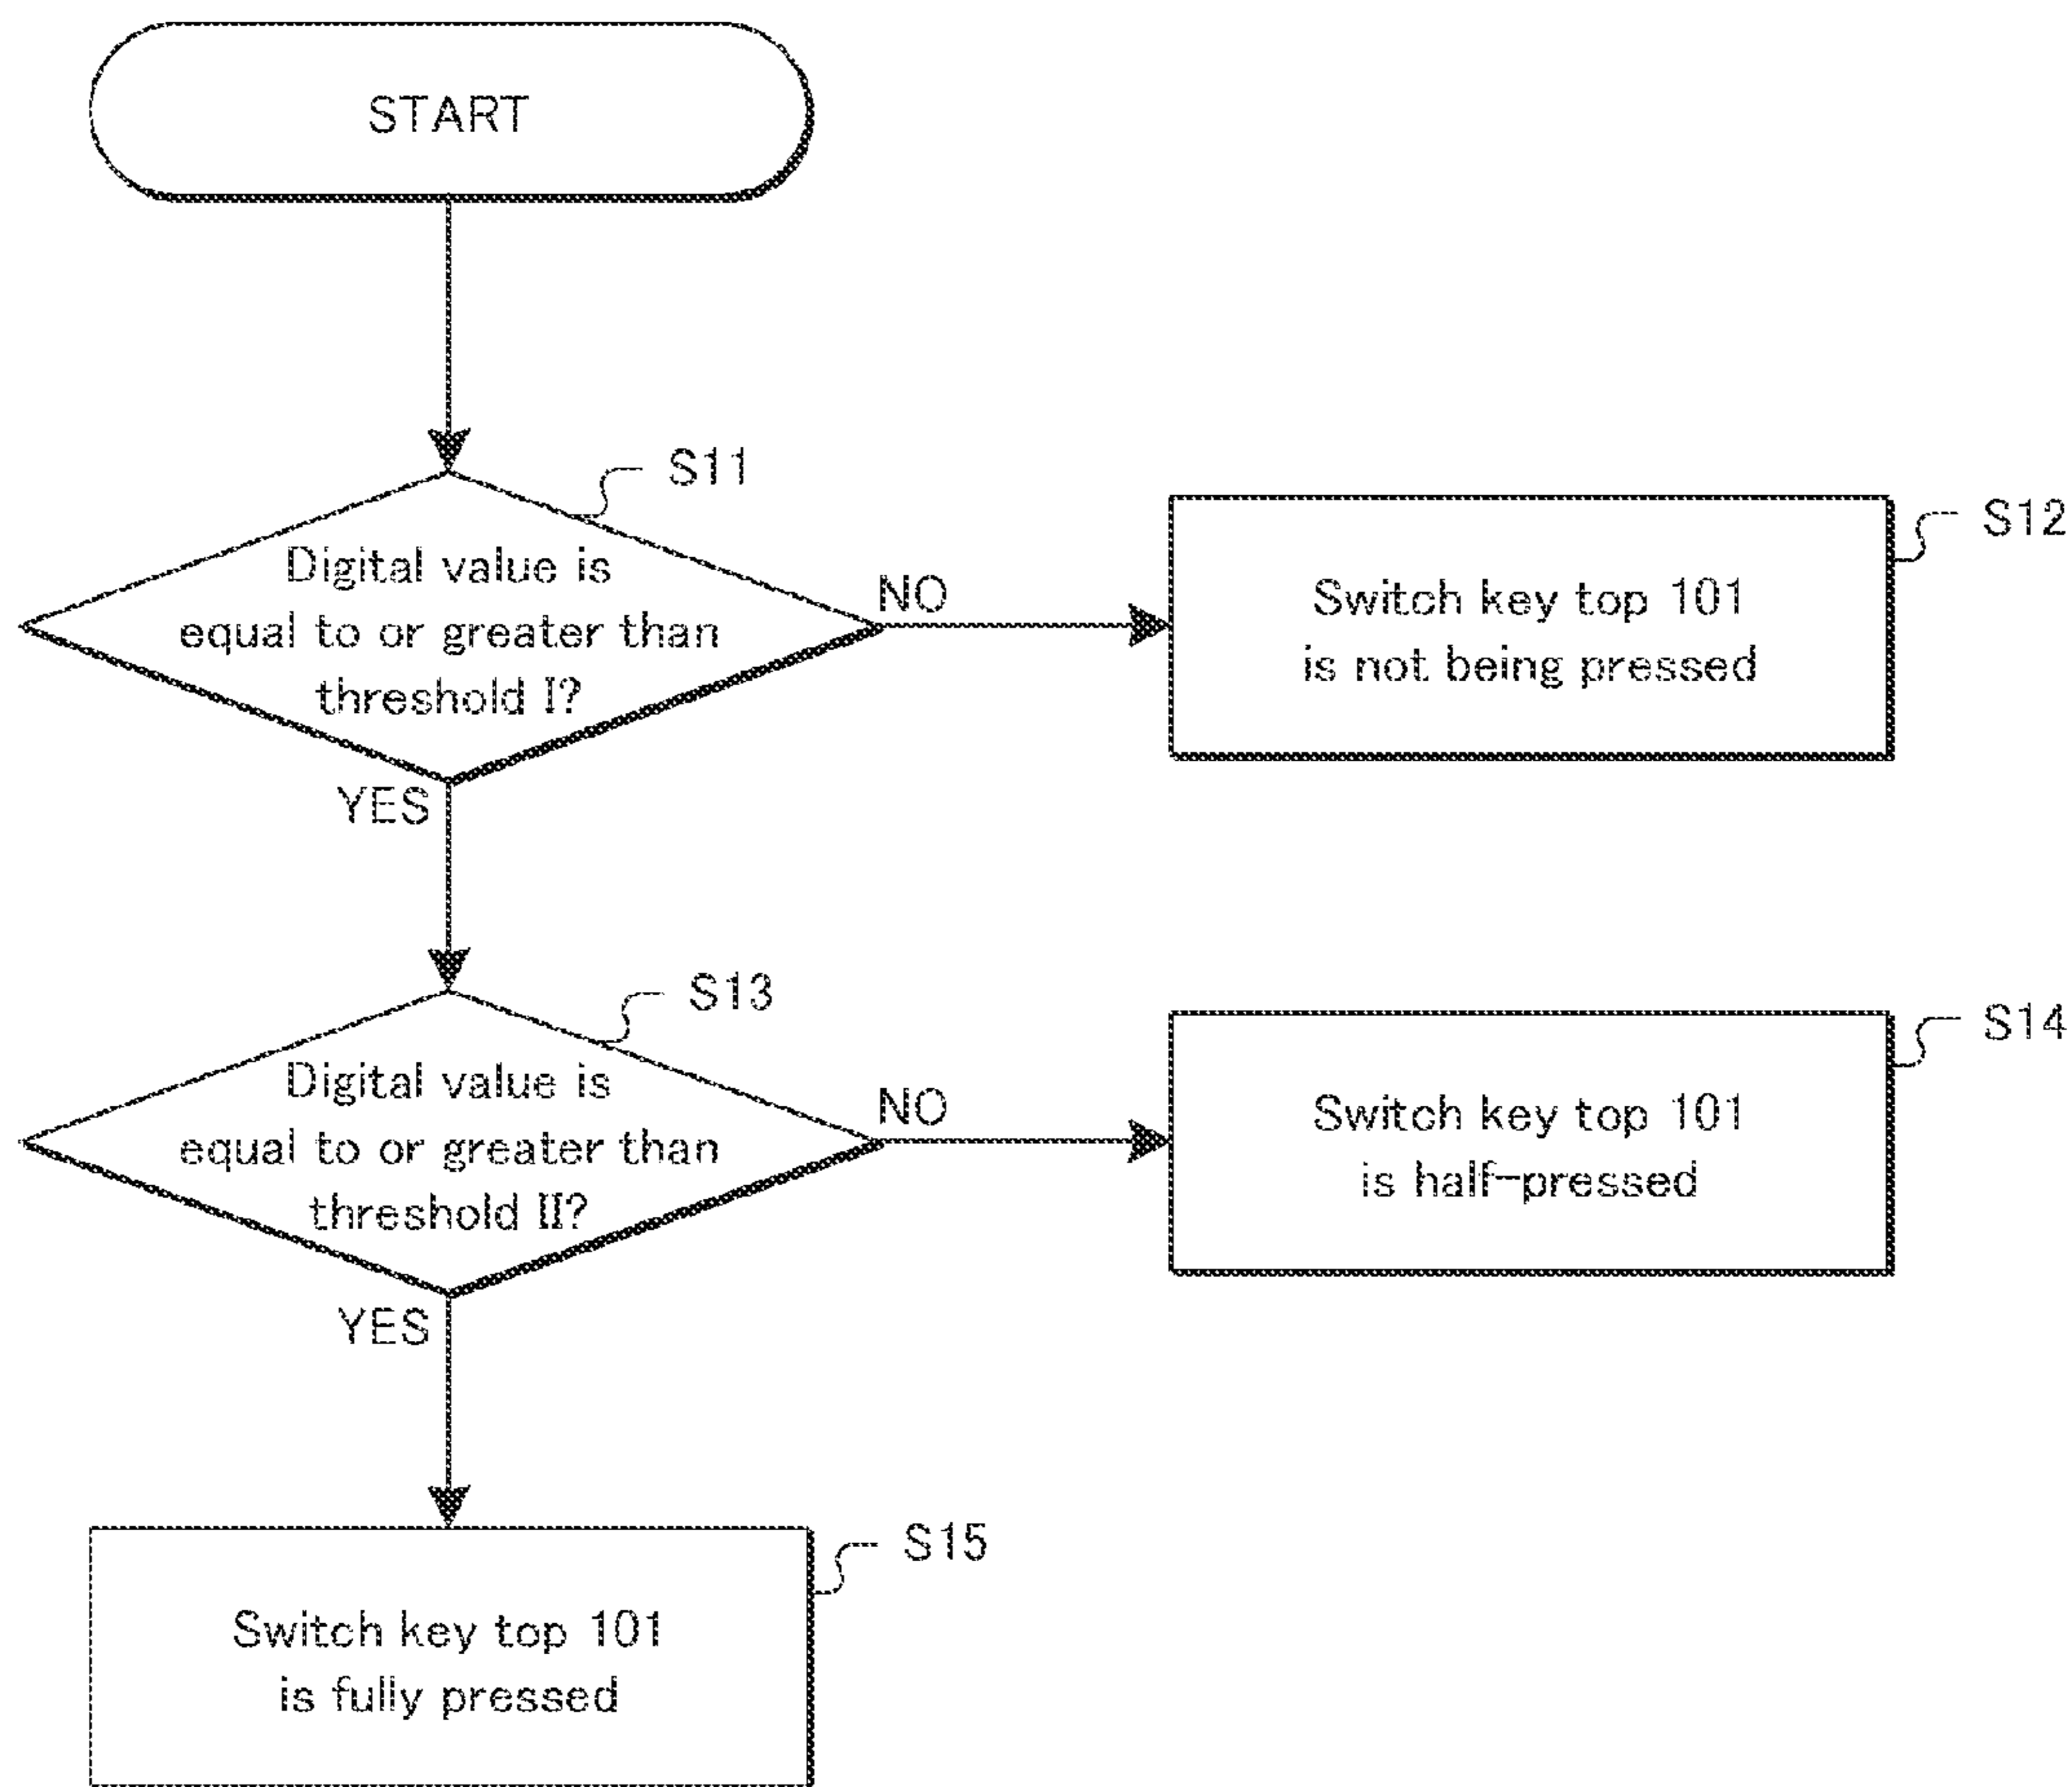 START
S11
Digital value is
equal to or greater than
threshold I?
NO
YES
S12
Switch key top 101
is not being pressed
S13
Digital value is
equal to or greater than
threshold II?
NO
YES
S14
Switch key top 101
is half-pressed
S15
Switch key top 101
is fully pressed